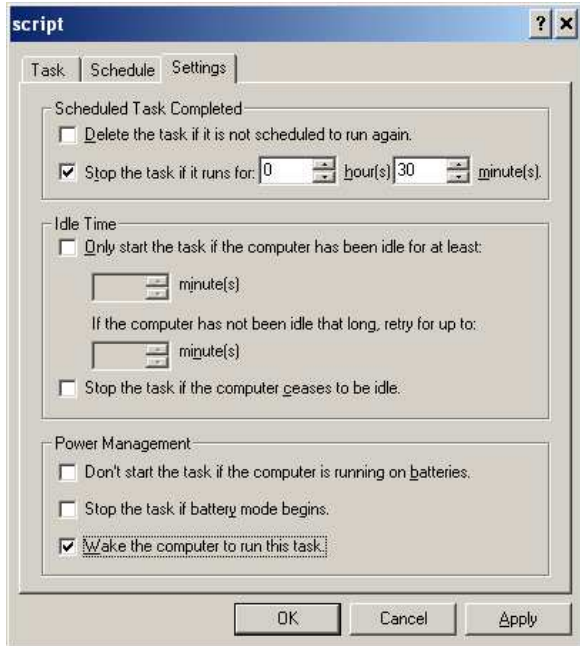 script
Task Schedule Settings
Scheduled Task Completed
Delete the task if it is not scheduled to run again.
Stop the task if it runs for: 0 hour(s) 30 minute(s).
Idle Time
Only start the task if the computer has been idle for at least:
minute(s)
If the computer has not been idle that long, retry for up to:
minute(s)
Stop the task if the computer ceases to be idle.
Power Management
Don't start the task if the computer is running on batteries.
Stop the task if battery mode begins.
Wake the computer to run this task.
OK Cancel Apply